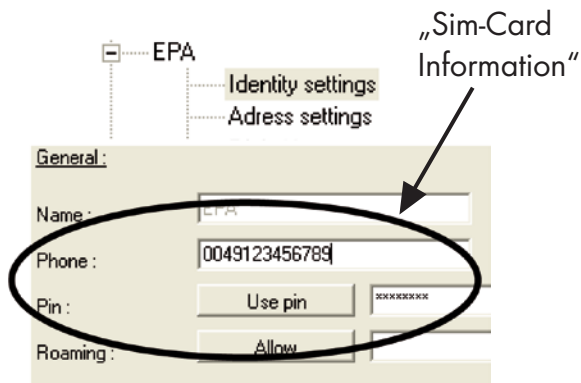 „Sim-Card
Information“
EPA
Identity settings
Adress settings
General :
Name :
EPA
Phone :
0049123456789
Pin :
Use pin
××××××××
Roaming :
Allow